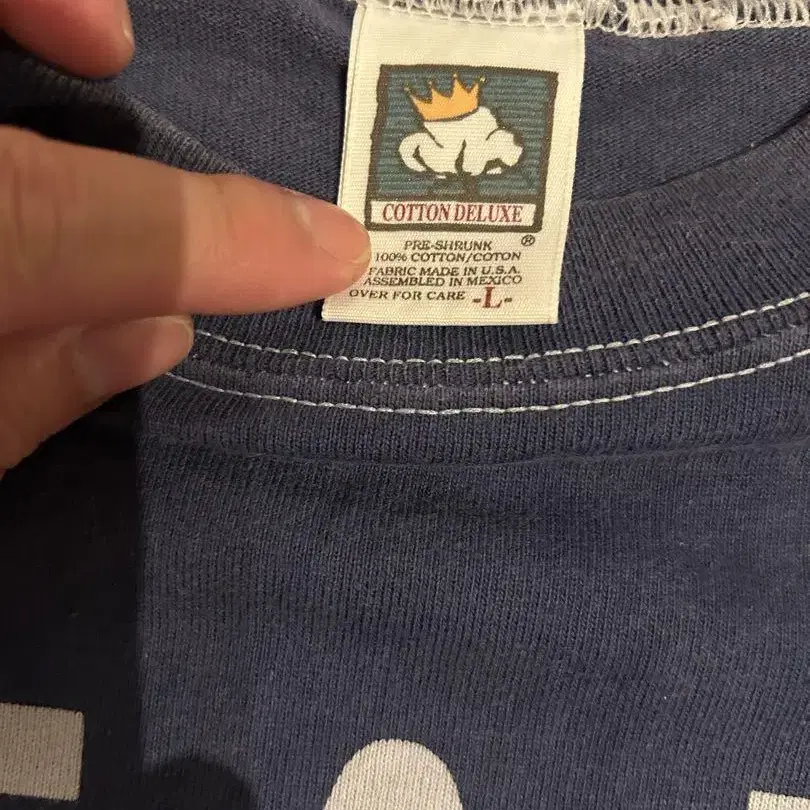 COTTON DELUXE
®
PRE-SHRUNK
100% COTTON/COTON
FABRIC MADE IN U.S.A.
ASSEMBLED IN MEXICO
OVER FOR CARE -L-